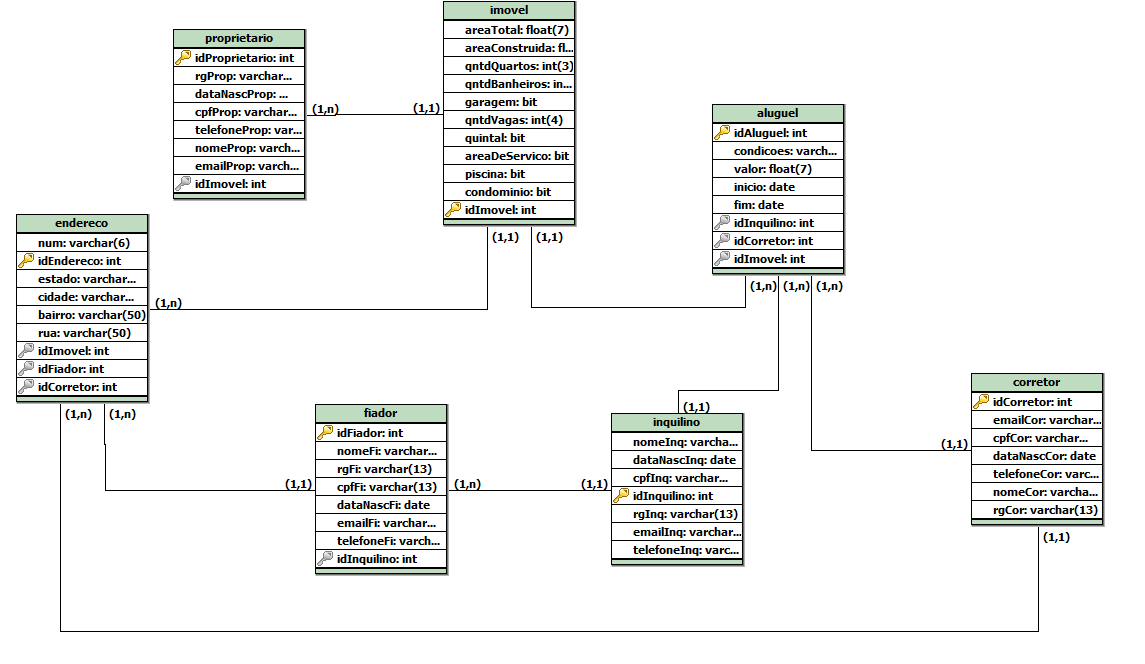 imovel
areaTotal: float(7)
areaConstruida: fl...
qntdQuartos: int(3)
qntdBanheiros: in...
garagem: bit
qntdVagas: int(4)
quintal: bit
areaDeServico: bit
piscina: bit
condominio: bit
idImovel: int
proprietario
idProprietario: int
rgProp: varchar...
dataNascProp: ...
cpfProp: varchar...
telefoneProp: var...
nomeProp: varch...
emailProp: varch...
idImovel: int
(1,n)
(1,1)
aluguel
idAluguel: int
condicoes: varch...
valor: float(7)
inicio: date
fim: date
idInquilino: int
idCorretor: int
idImovel: int
endereco
num: varchar(6)
idEndereco: int
estado: varchar...
cidade: varchar...
bairro: varchar(50)
rua: varchar(50)
idImovel: int
idFiador: int
idCorretor: int
(1,1)
(1,1)
(1,n)
(1,n)
(1,n)
(1,n)
(1,n)
(1,n)
fiador
idFiador: int
nomeFi: varchar...
rgFi: varchar(13)
cpfFi: varchar(13)
dataNascFi: date
emailFi: varchar...
telefoneFi: varch...
idInquilino: int
(1,1)
(1,n)
(1,1)
(1,1)
inquilino
nomeInq: varcha...
dataNascInq: date
cpfInq: varchar...
idInquilino: int
rgInq: varchar(13)
emailInq: varchar...
telefoneInq: varc...
corretor
idCorretor: int
emailCor: varchar...
cpfCor: varchar...
dataNascCor: date
telefoneCor: varc...
nomeCor: varcha...
rgCor: varchar(13)
(1,1)
(1,1)